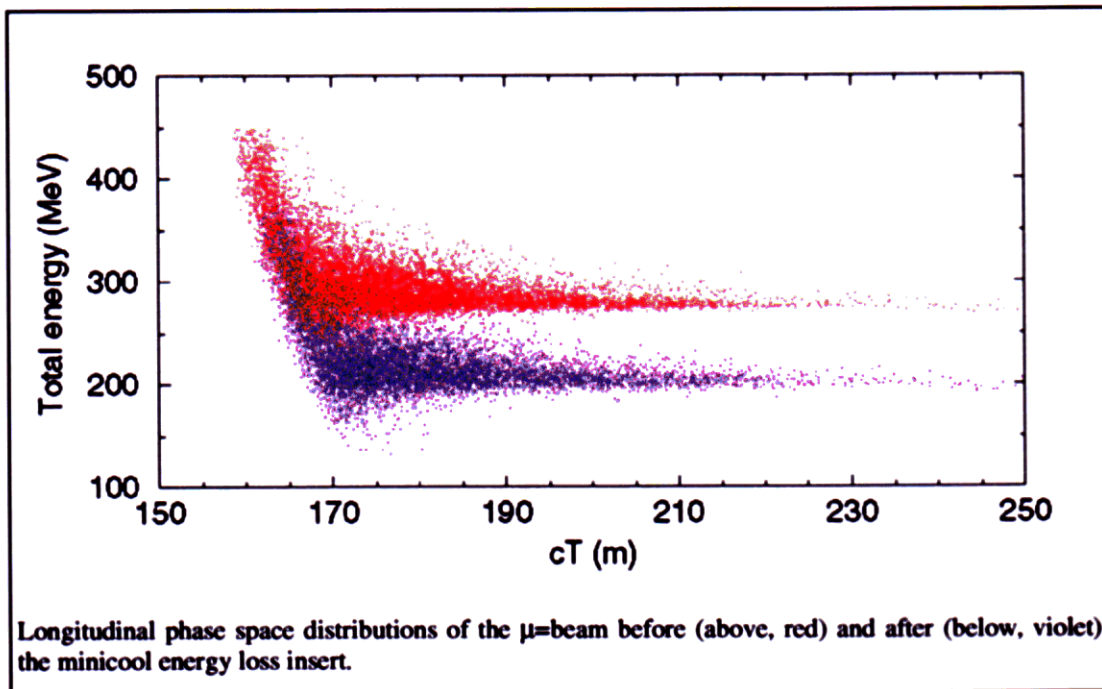 500
400
300
200
100
Total energy (MeV)
150 170 190 210 230 250
cT (m)
Longitudinal phase space distributions of the μ=beam before (above, red) and after (below, violet)
the minicool energy loss insert.